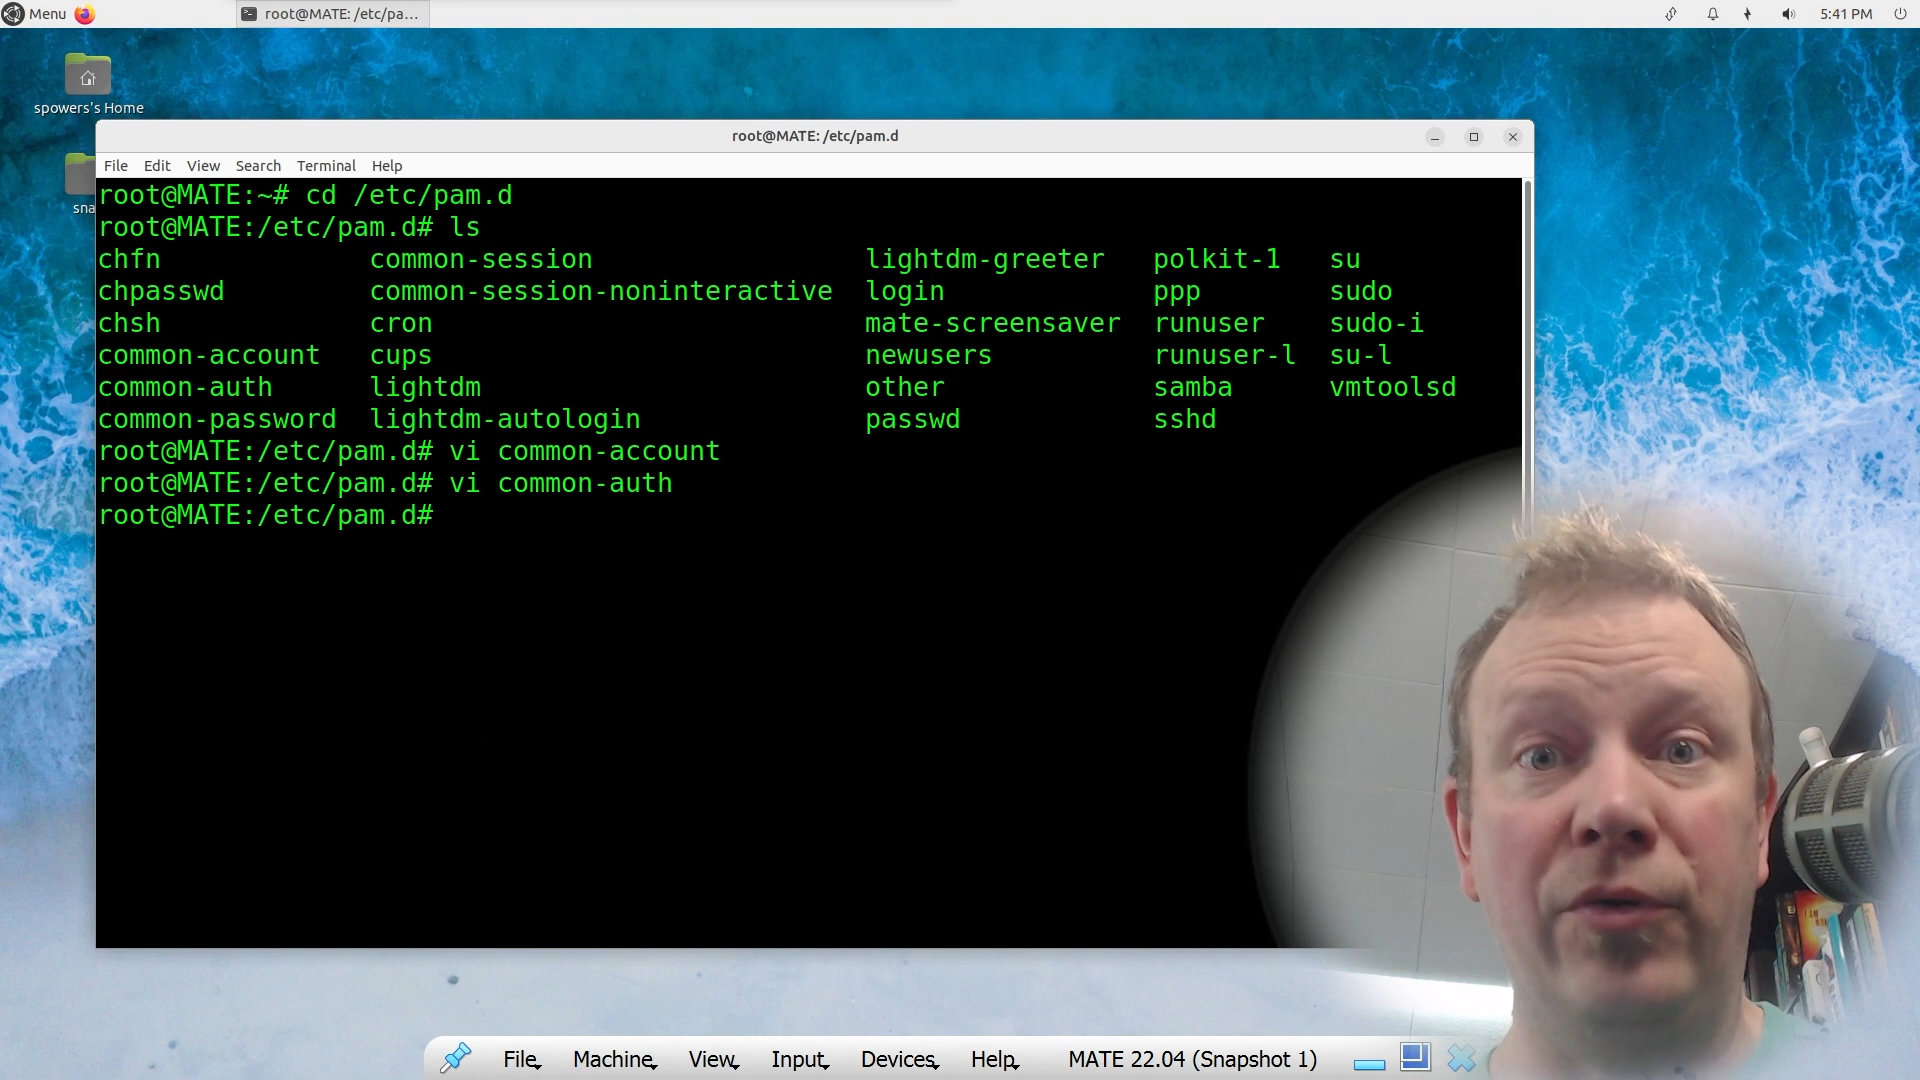 Menu root@MATE: /etc/pa... 5:41 PM
spowers's Home
root@MATE: /etc/pam.d
File Edit View Search Terminal Help
sna
root@MATE:~# cd /etc/pam.d
root@MATE:/etc/pam.d# ls
chfn common-session lightdm-greeter polkit-1 su
chpasswd common-session-noninteractive login ppp sudo
chsh cron mate-screensaver runuser sudo-i
common-account cups newusers runuser-l su-l
common-auth lightdm other samba vmtoolsd
common-password lightdm-autologin passwd sshd
root@MATE:/etc/pam.d# vi common-account
root@MATE:/etc/pam.d# vi common-auth
root@MATE:/etc/pam.d#
File Machine View Input Devices Help MATE 22.04 (Snapshot 1)